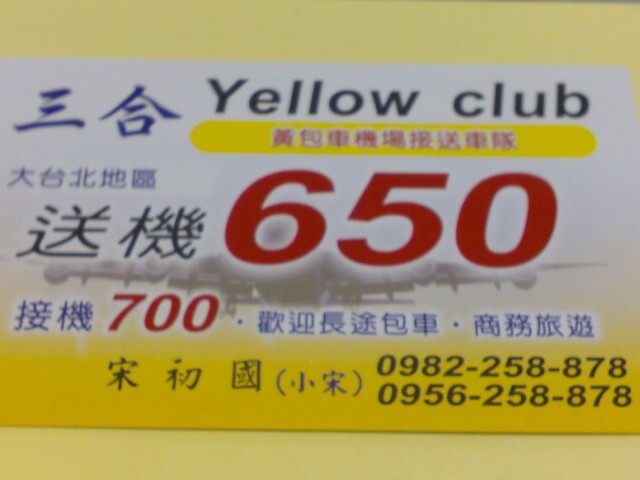 三合 Yellow club
黃包車機場接送車隊
大台北地區
送機 650
接機 700 · 歡迎長途包車 · 商務旅遊
宋初國(小宋) 0982-258-878
0956-258-878